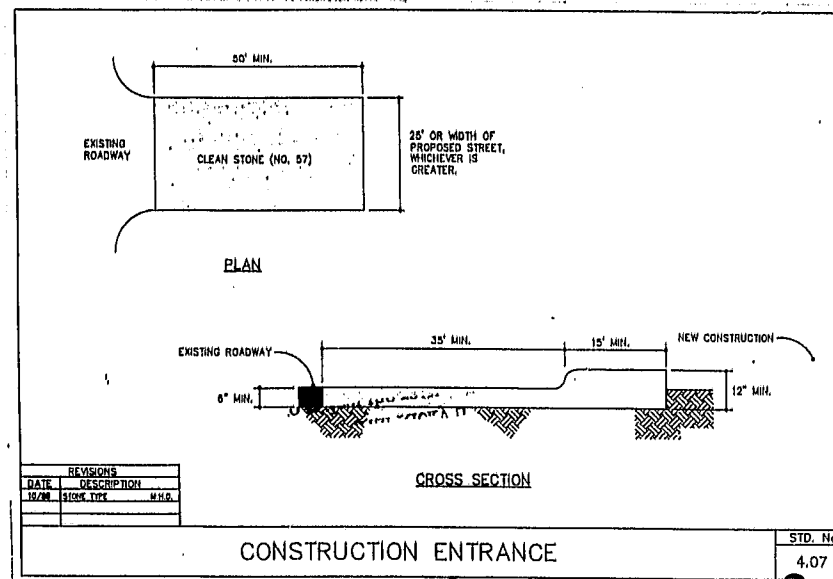 50' MIN.
EXISTING
ROADWAY
CLEAN STONE (NO. 57)
25' OR WIDTH OF
PROPOSED STREET,
WHICHEVER IS
GREATER.
PLAN
EXISTING ROADWAY
35' MIN.
15' MIN.
NEW CONSTRUCTION
6" MIN.
12" MIN.
CROSS SECTION
REVISIONS
DATE DESCRIPTION
STONE TYPE M.H.C.
CONSTRUCTION ENTRANCE
STD. No
4.07